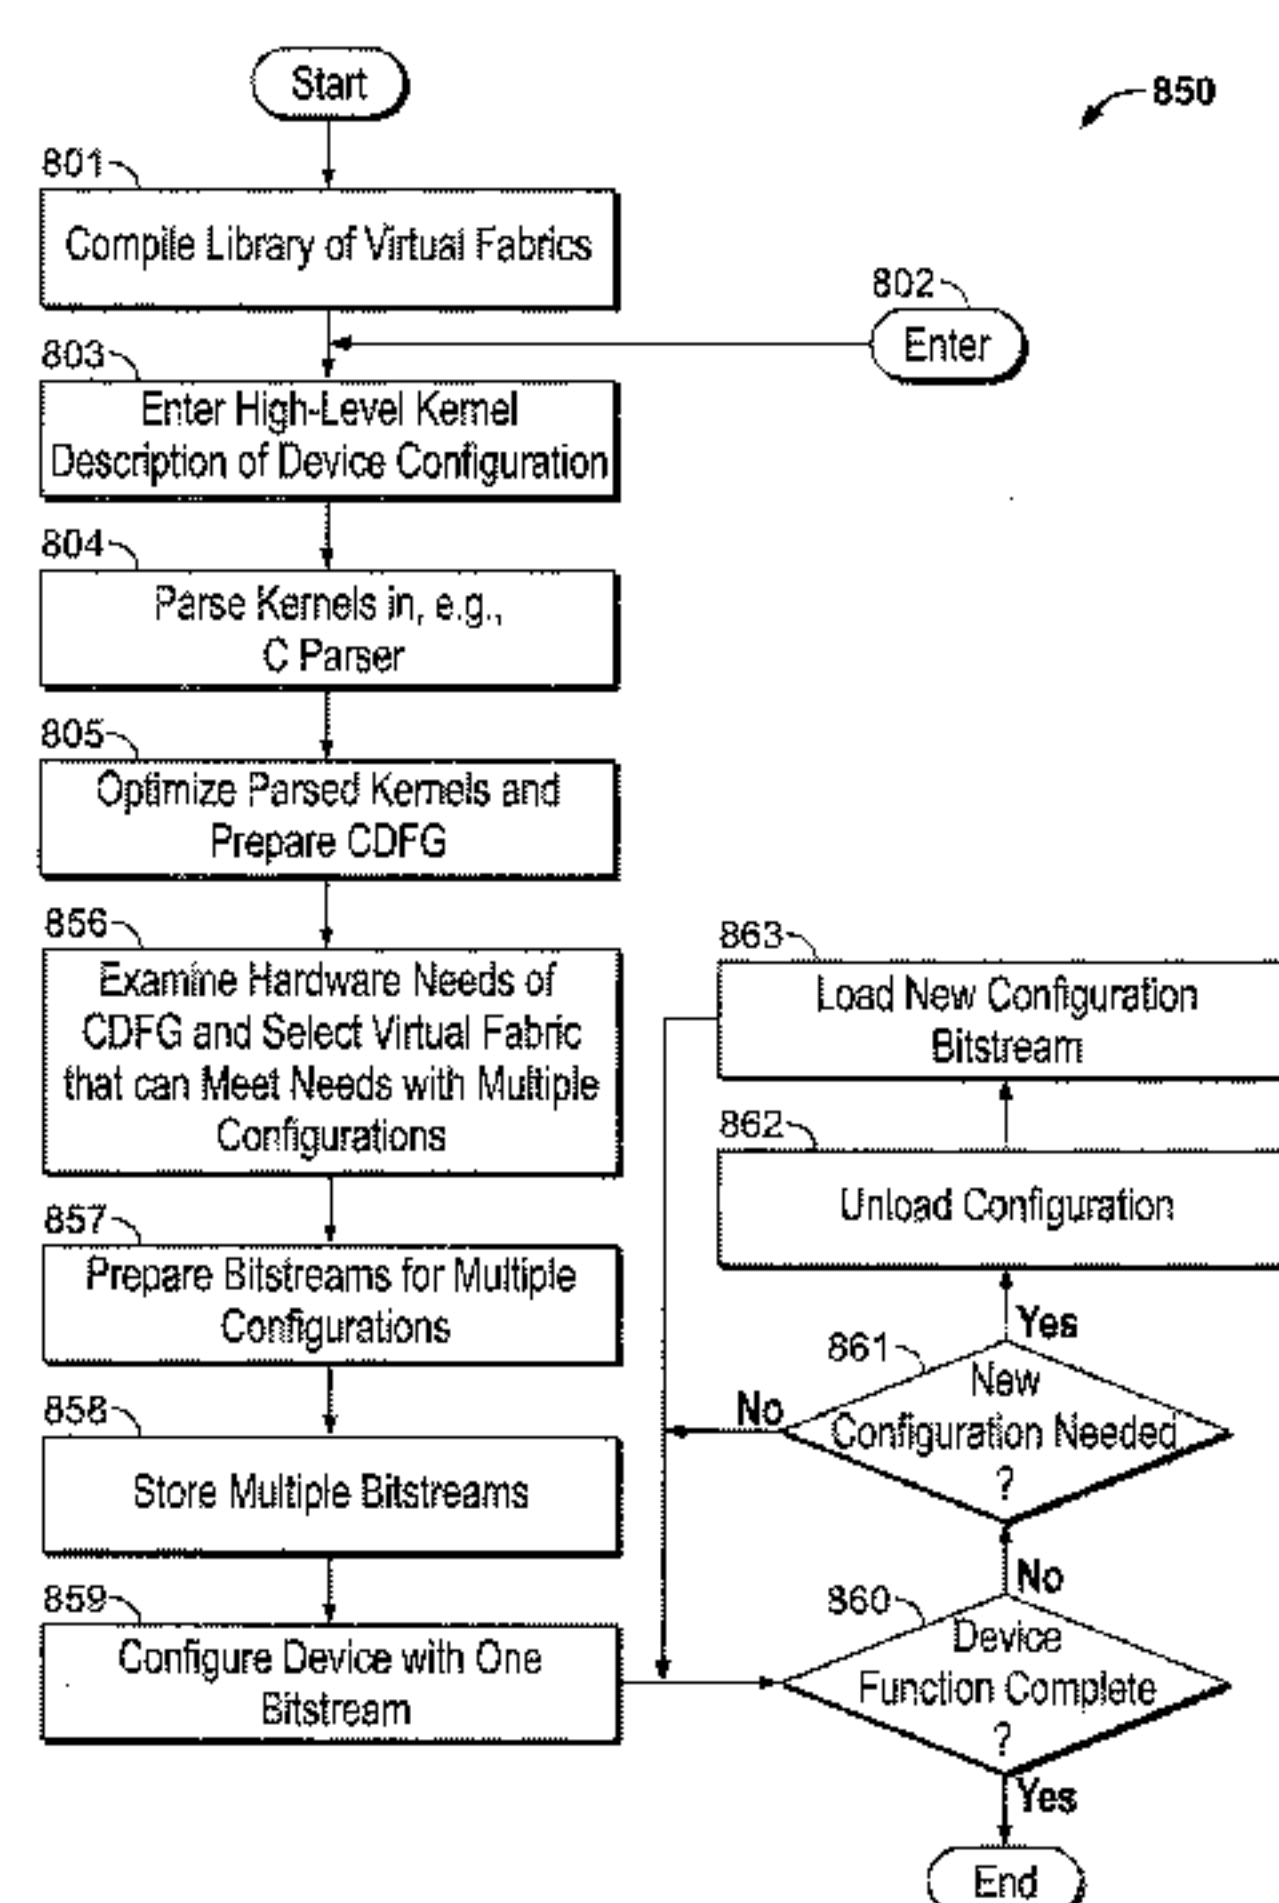 Start
850
801
Compile Library of Virtual Fabrics
802
Enter
803
Enter High-Level Kernel
Description of Device Configuration
804
Parse Kernels in, e.g.,
C Parser
805
Optimize Parsed Kernels and
Prepare CDFG
856
Examine Hardware Needs of
CDFG and Select Virtual Fabric
that can Meet Needs with Multiple
Configurations
857
Prepare Bitstreams for Multiple
Configurations
858
Store Multiple Bitstreams
859
Configure Device with One
Bitstream
863
Load New Configuration
Bitstream
862
Unload Configuration
Yes
861
New
Configuration Needed
?
No
No
860
Device
Function Complete
?
Yes
End